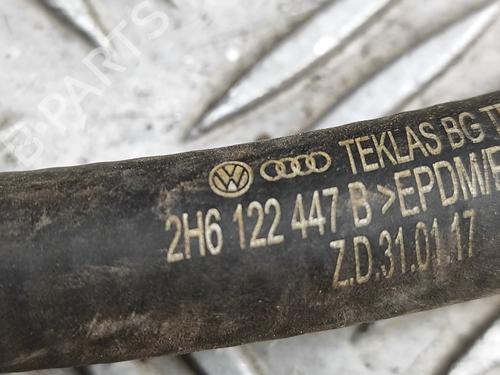 TEKLAS BG
2H6 122 447 B >EPDM/
Z.D.31.01.17
B PARTS